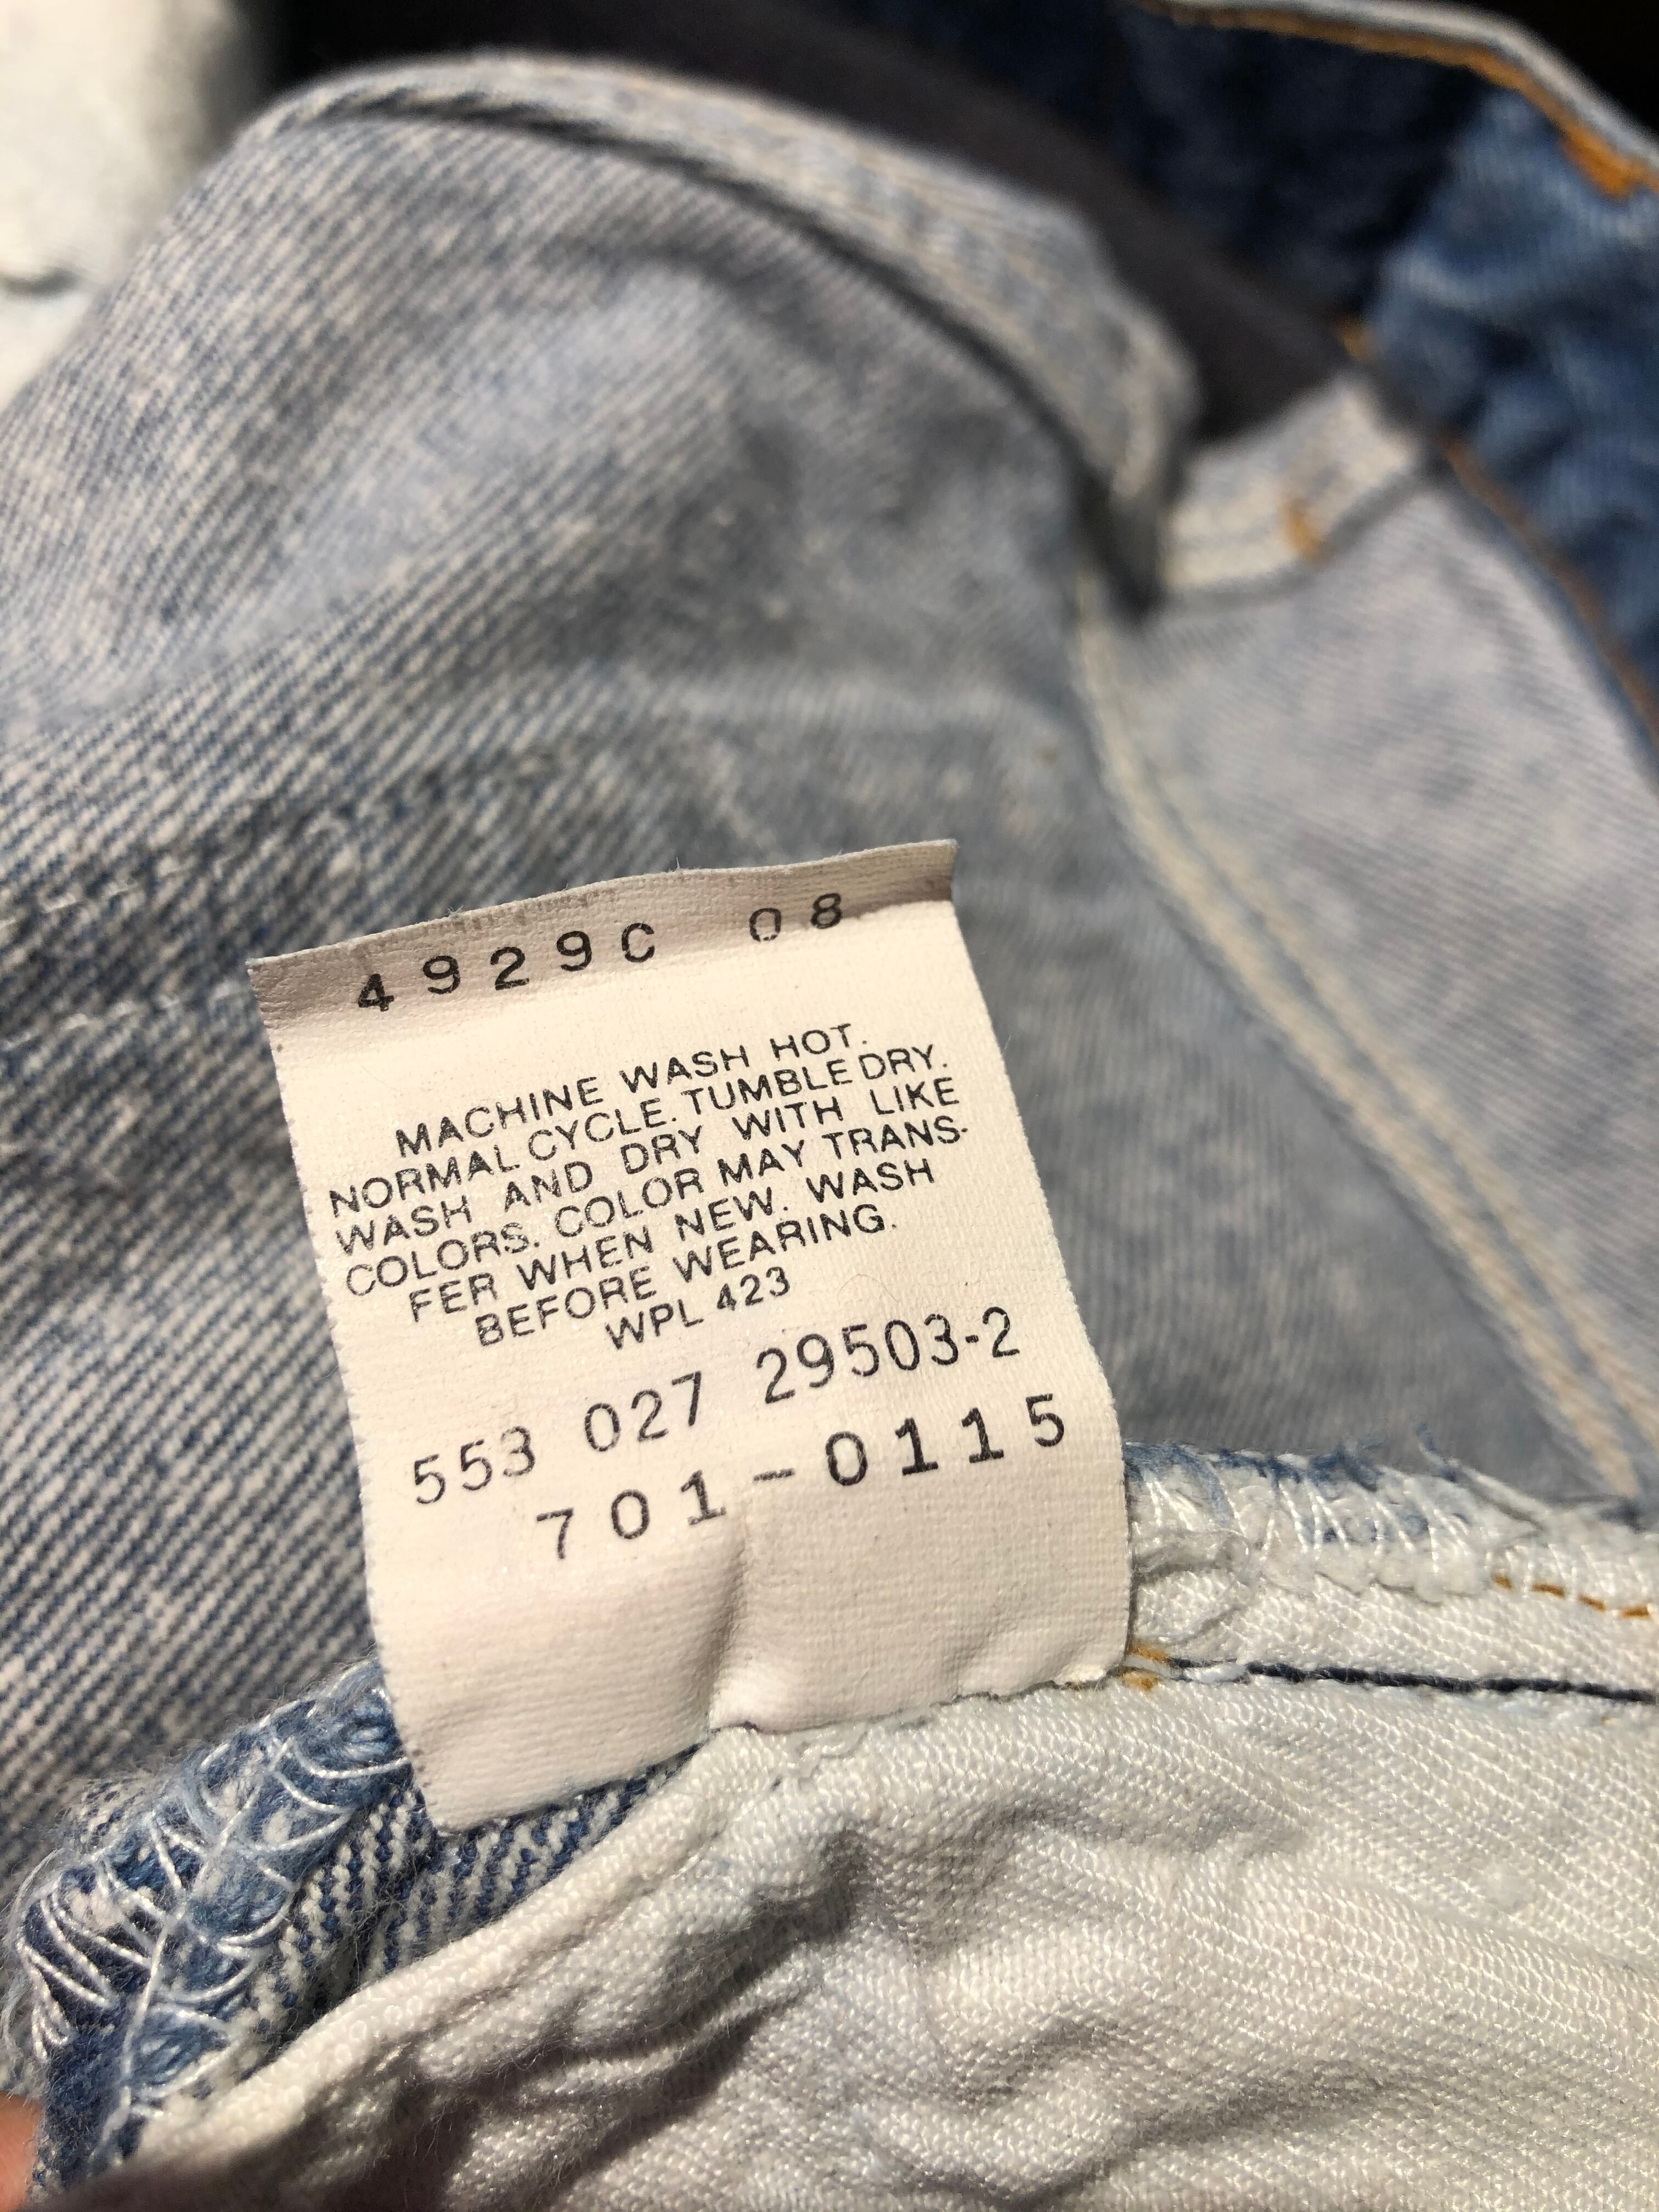 4929C 08
MACHINE WASH HOT.
NORMAL CYCLE. TUMBLE DRY.
WASH AND DRY WITH LIKE
COLORS. COLOR MAY TRANS-
FER WHEN NEW. WASH
BEFORE WEARING.
WPL 423
553 027 29503-2
701-0115